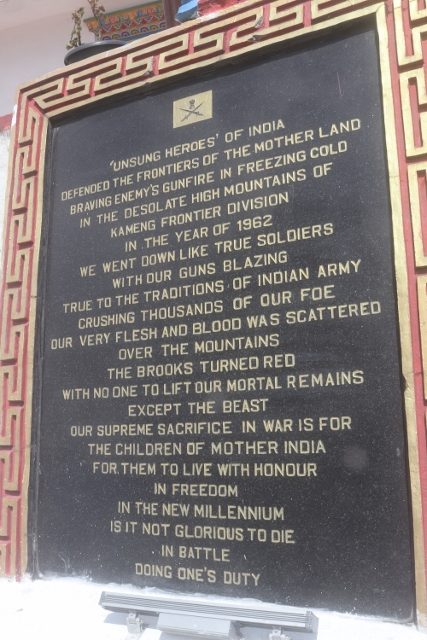 'UNSUNG HEROES' OF INDIA
DEFENDED THE FRONTIERS OF THE MOTHER LAND
BRAVING ENEMY'S GUNFIRE IN FREEZING COLD
IN THE DESOLATE HIGH MOUNTAINS OF
KAMENG FRONTIER DIVISION
IN THE YEAR OF 1962
WE WENT DOWN LIKE TRUE SOLDIERS
WITH OUR GUNS BLAZING
TRUE TO THE TRADITIONS OF INDIAN ARMY
CRUSHING THOUSANDS OF OUR FOE
OUR VERY FLESH AND BLOOD WAS SCATTERED
OVER THE MOUNTAINS
THE BROOKS TURNED RED
WITH NO ONE TO LIFT OUR MORTAL REMAINS
EXCEPT THE BEAST
OUR SUPREME SACRIFICE IN WAR IS FOR
THE CHILDREN OF MOTHER INDIA
FOR THEM TO LIVE WITH HONOUR
IN FREEDOM
IN THE NEW MILLENNIUM
IS IT NOT GLORIOUS TO DIE
IN BATTLE
DOING ONE'S DUTY